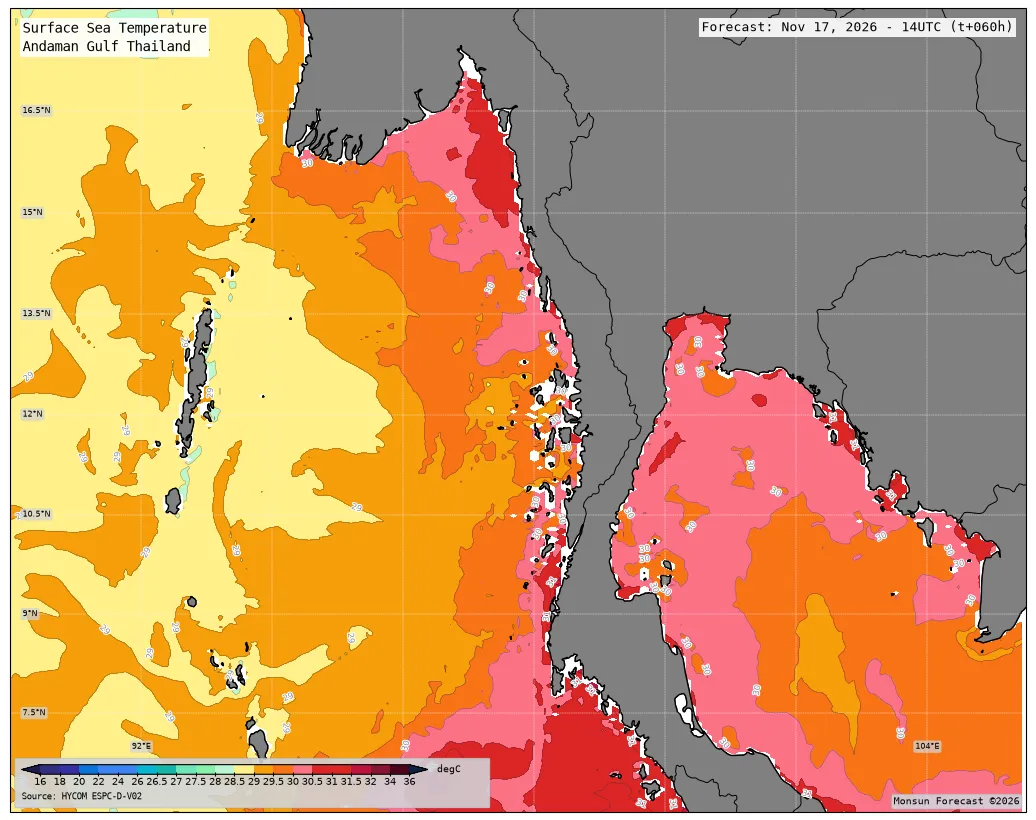 Surface Sea Temperature
Andaman Gulf Thailand
Forecast: Nov 17, 2026 - 14UTC (t+060h)
16.5°N
15°N
13.5°N
12°N
10.5°N
9°N
7.5°N
92°E
104°E
degC
16 18 20 22 24 26 26.5 27 27.5 28 28.5 29 29.5 30 30.5 31 31.5 32 34 36
Source: HYCOM ESPC-D-V02
Monsun Forecast ©2026